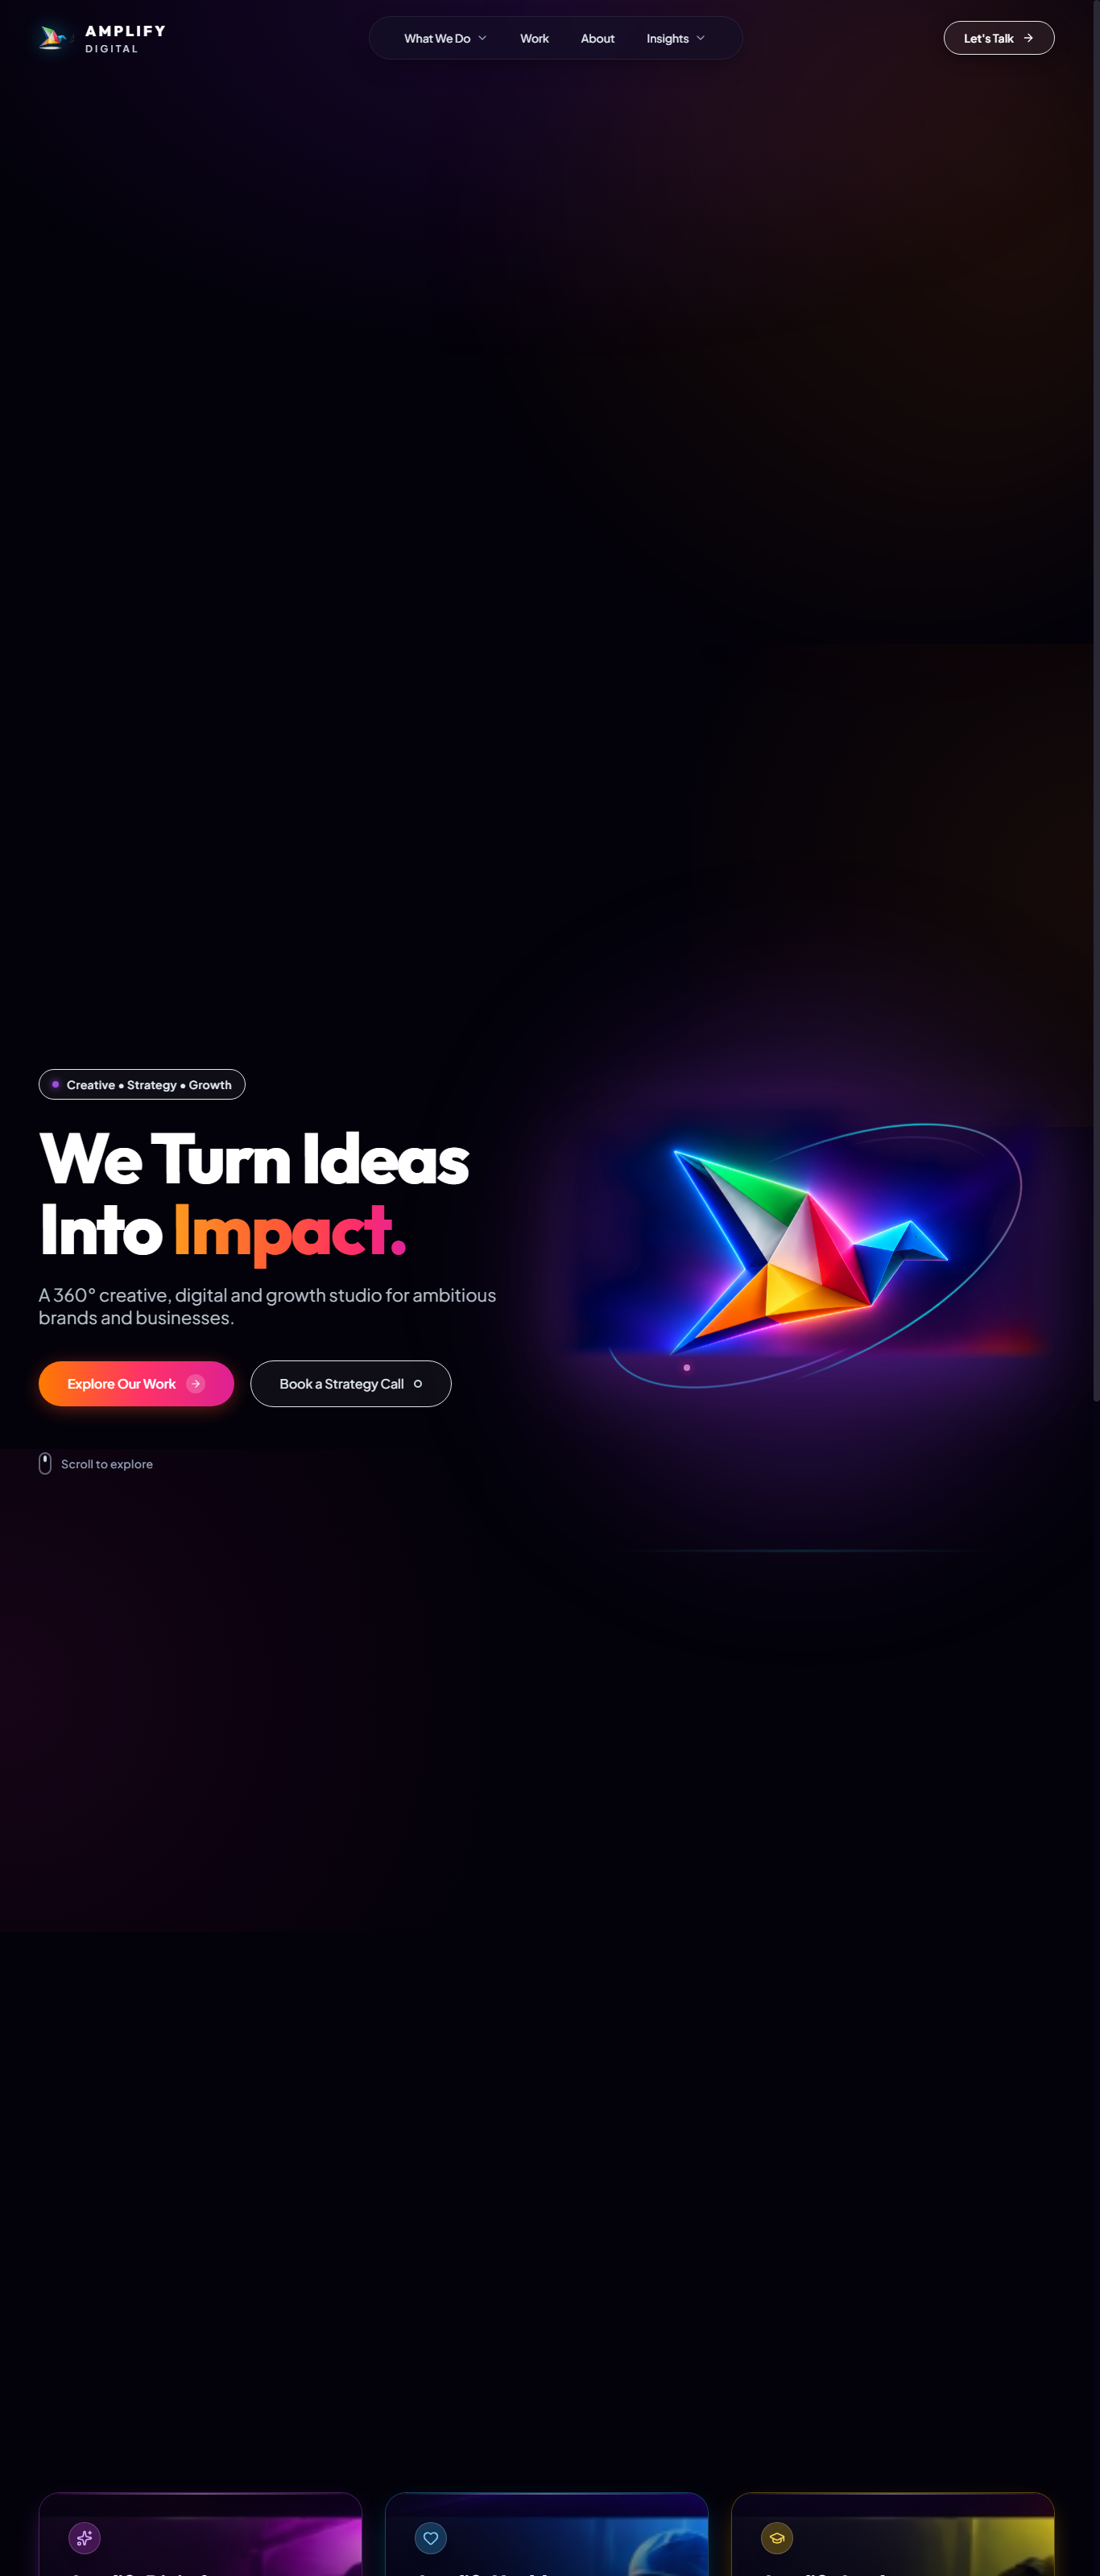 AMPLIFY
DIGITAL
What We Do
Work
About
Insights
Let's Talk
Creative • Strategy • Growth
We Turn Ideas
Into Impact.
A 360° creative, digital and growth studio for ambitious
brands and businesses.
Explore Our Work
Book a Strategy Call
Scroll to explore